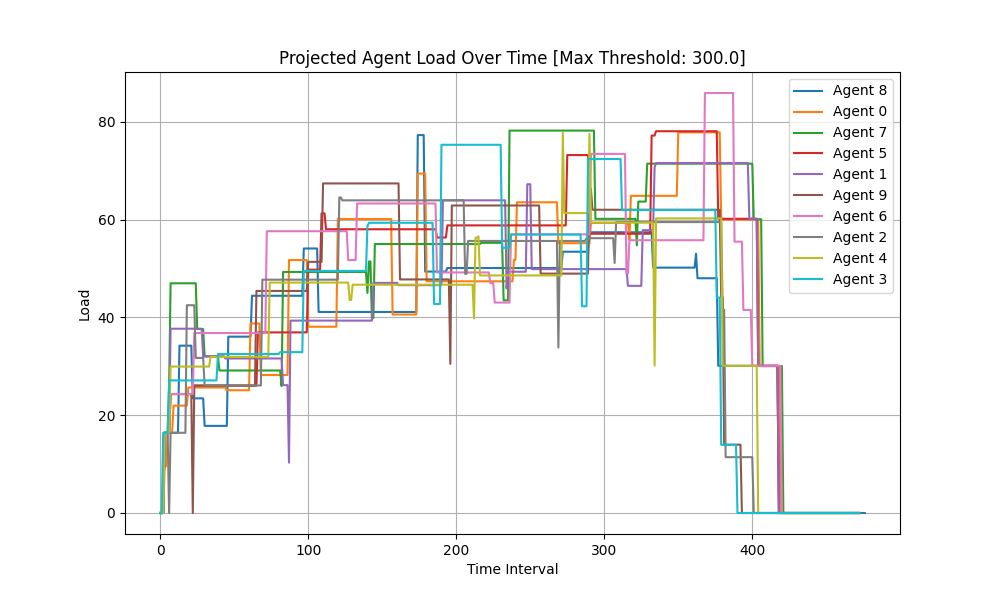 Projected Agent Load Over Time [Max Threshold: 300.0]
Load
80
60
40
20
0
0
100
200
300
400
Time Interval
Agent 8
Agent 0
Agent 7
Agent 5
Agent 1
Agent 9
Agent 6
Agent 2
Agent 4
Agent 3